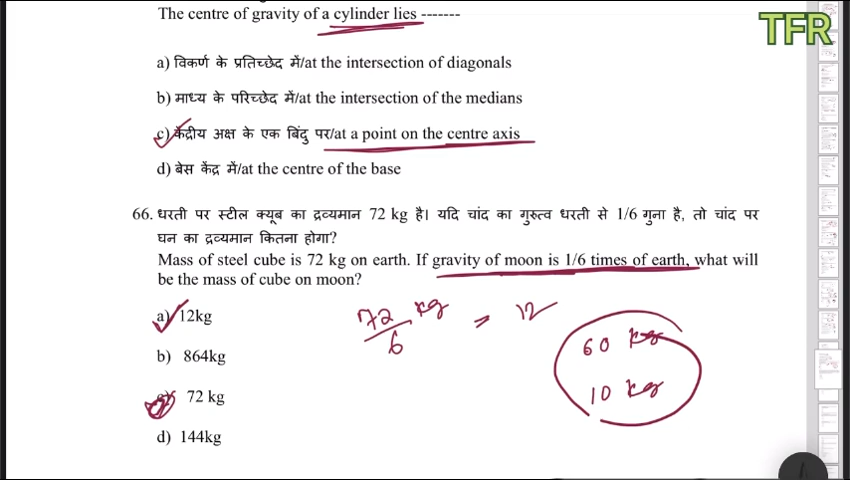 TFR
The centre of gravity of a cylinder lies -------
a) विकर्ण के प्रतिच्छेद में/at the intersection of diagonals
b) माध्य के परिच्छेद में/at the intersection of the medians
c) केंद्रीय अक्ष के एक बिंदु पर/at a point on the centre axis
d) बेस केंद्र में/at the centre of the base
66. धरती पर स्टील क्यूब का द्रव्यमान 72 kg है। यदि चांद का गुरुत्व धरती से 1/6 गुना है, तो चांद पर
घन का द्रव्यमान कितना होगा?
Mass of steel cube is 72 kg on earth. If gravity of moon is 1/6 times of earth, what will
be the mass of cube on moon?
a) 12kg
72/6 kg = 12
60 kg
b) 864kg
10 kg
72 kg
d) 144kg